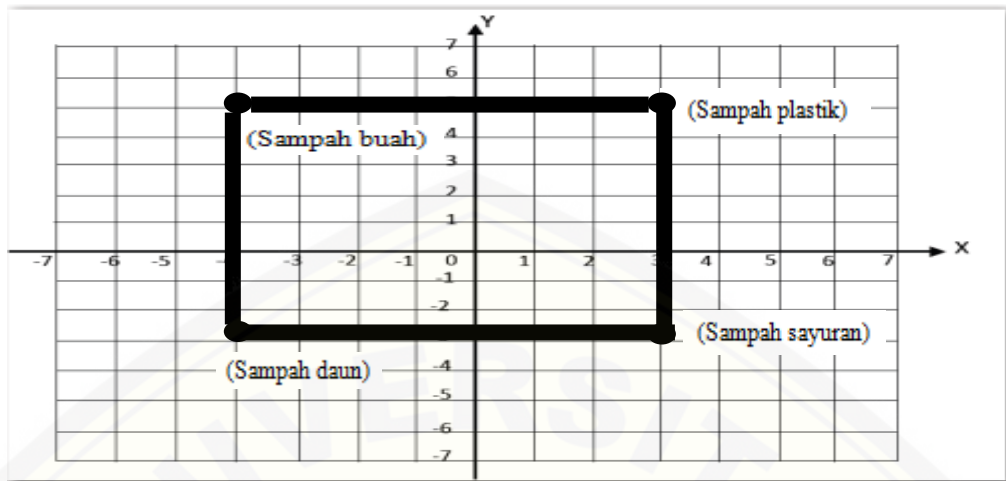 Y
7
6
(Sampah plastik)
(Sampah buah)
4
3
2
1
-7 -6 -5 -3 -2 -1 0 1 2 3 4 5 6 7 X
-1
-2
(Sampah sayuran)
(Sampah daun)
-4
-5
-6
-7
UNIVERSIT